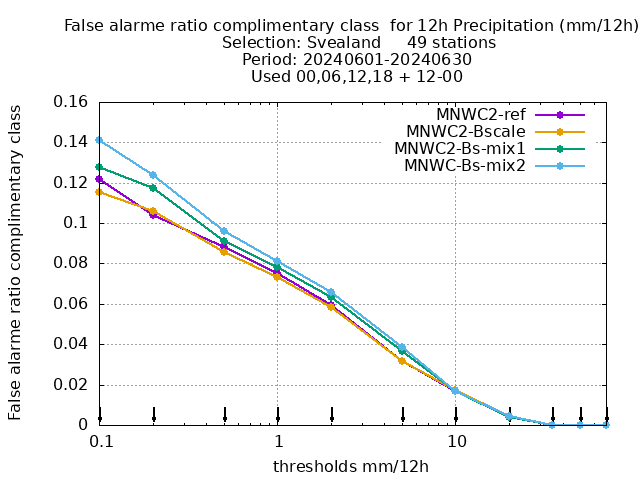 False alarme ratio complimentary class  for 12h Precipitation (mm/12h)
Selection: Svealand     49 stations
Period: 20240601-20240630
Used 00,06,12,18 + 12-00
False alarme ratio complimentary class
0.16
0.14
0.12
0.1
0.08
0.06
0.04
0.02
0
MNWC2-ref
MNWC2-Bscale
MNWC2-Bs-mix1
MNWC-Bs-mix2
0.1
1
10
thresholds mm/12h